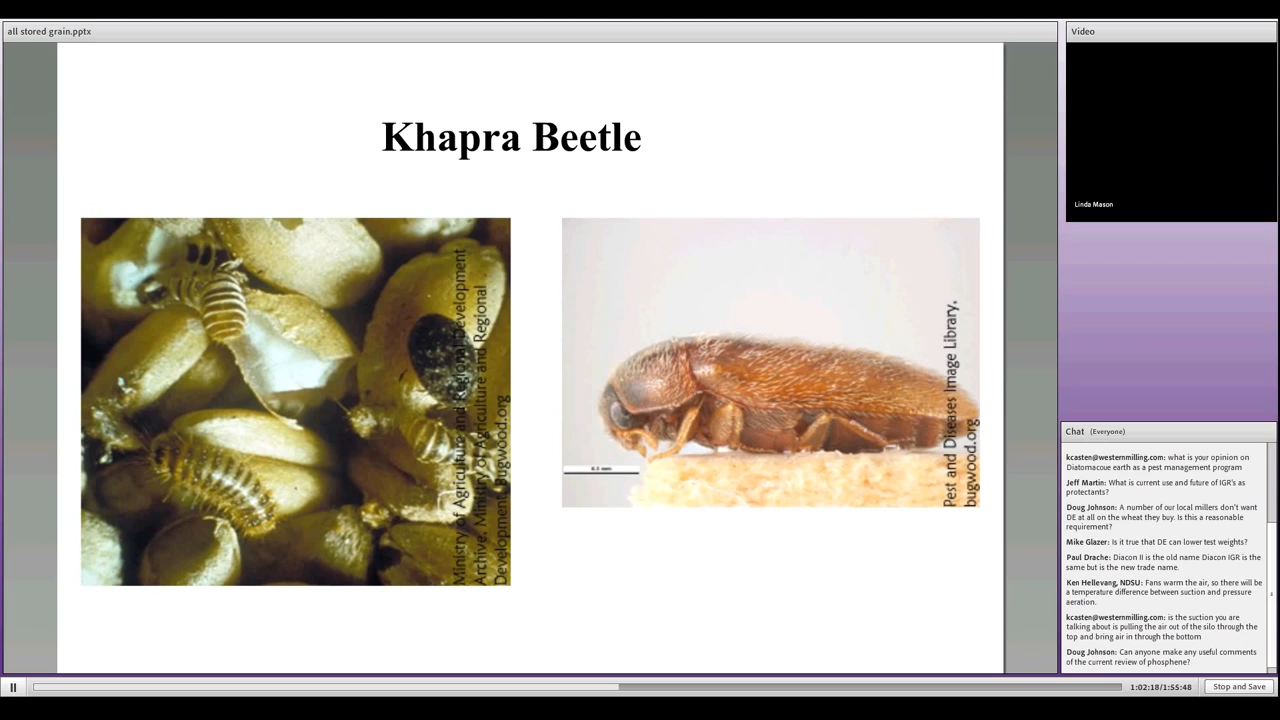 all stored grain.pptx
Khapra Beetle
Ministry of Agriculture and Regional Development
Archive, Ministry of Agriculture and Regional
Development, Bugwood.org
0.5 mm
Pest and Diseases Image Library,
bugwood.org
Video
Linda Mason
Chat (Everyone)
kcasten@westernmilling.com: what is your opinion on
Diatomacoue earth as a pest management program
Jeff Martin: What is current use and future of IGR's as
protectants?
Doug Johnson: A number of our local millers don't want
DE at all on the wheat they buy. Is this a reasonable
requirement?
Mike Glazer: Is it true that DE can lower test weights?
Paul Drache: Diacon II is the old name Diacon IGR is the
same but is the new trade name.
Ken Hellevang, NDSU: Fans warm the air, so there will be
a temperature difference between suction and pressure
aeration.
kcasten@westernmilling.com: is the suction you are
talking about is pulling the air out of the silo through the
top and bring air in through the bottom
Doug Johnson: Can anyone make any useful comments
of the current review of phosphene?
1:02:18/1:55:48
Stop and Save